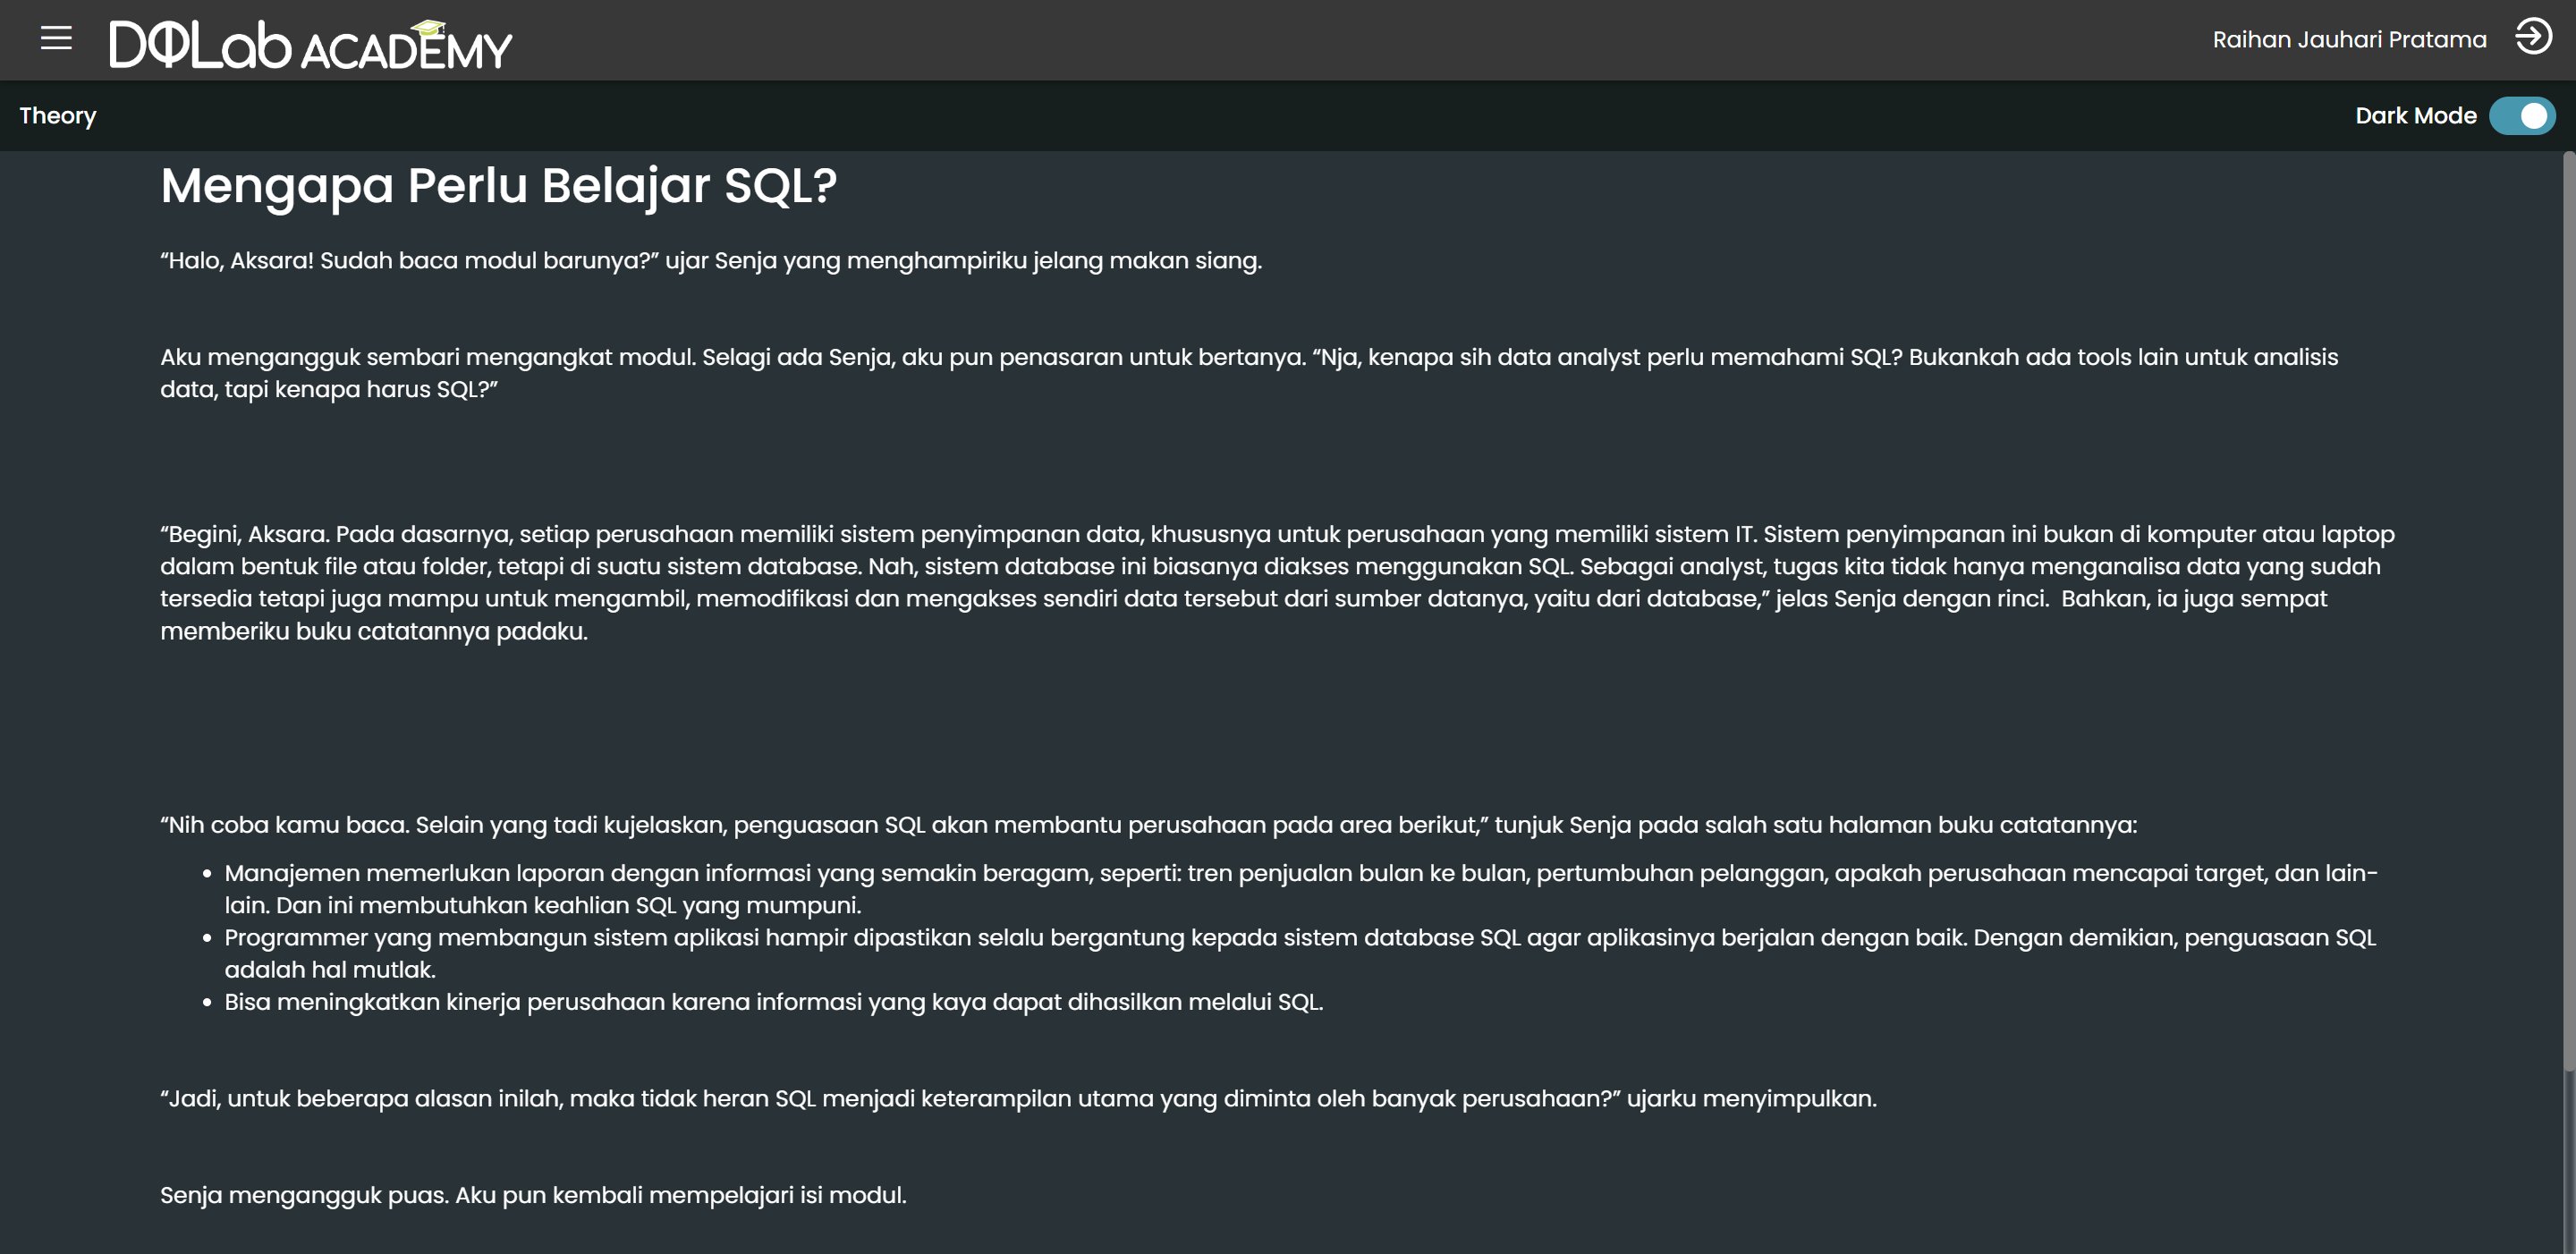 DQLab ACADEMY
Raihan Jauhari Pratama
Theory
Dark Mode
Mengapa Perlu Belajar SQL?
“Halo, Aksara! Sudah baca modul barunya?” ujar Senja yang menghampiriku jelang makan siang.
Aku mengangguk sembari mengangkat modul. Selagi ada Senja, aku pun penasaran untuk bertanya. “Nja, kenapa sih data analyst perlu memahami SQL? Bukankah ada tools lain untuk analisis
data, tapi kenapa harus SQL?”
“Begini, Aksara. Pada dasarnya, setiap perusahaan memiliki sistem penyimpanan data, khususnya untuk perusahaan yang memiliki sistem IT. Sistem penyimpanan ini bukan di komputer atau laptop
dalam bentuk file atau folder, tetapi di suatu sistem database. Nah, sistem database ini biasanya diakses menggunakan SQL. Sebagai analyst, tugas kita tidak hanya menganalisa data yang sudah
tersedia tetapi juga mampu untuk mengambil, memodifikasi dan mengakses sendiri data tersebut dari sumber datanya, yaitu dari database,” jelas Senja dengan rinci.  Bahkan, ia juga sempat
memberiku buku catatannya padaku.
“Nih coba kamu baca. Selain yang tadi kujelaskan, penguasaan SQL akan membantu perusahaan pada area berikut,” tunjuk Senja pada salah satu halaman buku catatannya:
• Manajemen memerlukan laporan dengan informasi yang semakin beragam, seperti: tren penjualan bulan ke bulan, pertumbuhan pelanggan, apakah perusahaan mencapai target, dan lain-
lain. Dan ini membutuhkan keahlian SQL yang mumpuni.
• Programmer yang membangun sistem aplikasi hampir dipastikan selalu bergantung kepada sistem database SQL agar aplikasinya berjalan dengan baik. Dengan demikian, penguasaan SQL
adalah hal mutlak.
• Bisa meningkatkan kinerja perusahaan karena informasi yang kaya dapat dihasilkan melalui SQL.
“Jadi, untuk beberapa alasan inilah, maka tidak heran SQL menjadi keterampilan utama yang diminta oleh banyak perusahaan?” ujarku menyimpulkan.
Senja mengangguk puas. Aku pun kembali mempelajari isi modul.